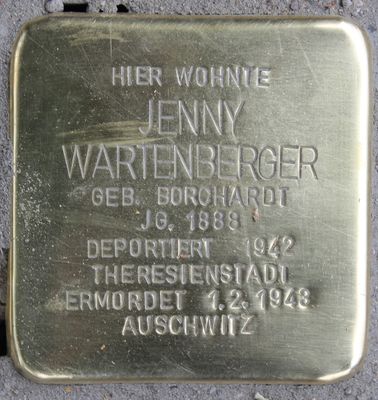 HIER WOHNTE
JENNY
WARTENBERGER
GEB. BORCHARDT
JG. 1888
DEPORTIERT 1942
THERESIENSTADT
ERMORDET 1.2.1943
AUSCHWITZ